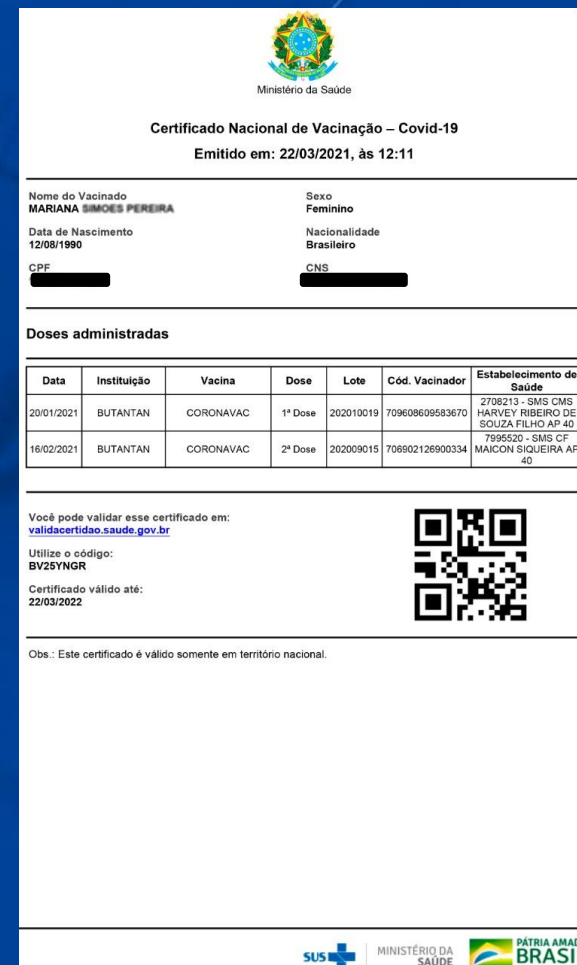 Ministério da Saúde
Certificado Nacional de Vacinação – Covid-19
Emitido em: 22/03/2021, às 12:11
Nome do Vacinado
MARIANA
Sexo
Feminino
Data de Nascimento
12/08/1990
Nacionalidade
Brasileiro
CPF
CNS
Doses administradas
Data Instituição Vacina Dose Lote Cód. Vacinador Estabelecimento de Saúde
20/01/2021 BUTANTAN CORONAVAC 1ª Dose 202010019 709608609583670 2708213 - SMS CMS HARVEY RIBEIRO DE SOUZA FILHO AP 40
16/02/2021 BUTANTAN CORONAVAC 2ª Dose 202009015 706902126900334 7995520 - SMS CF MAICON SIQUEIRA AP 40
Você pode validar esse certificado em:
validacertidao.saude.gov.br
Utilize o código:
BV25YNGR
Certificado válido até:
22/03/2022
Obs.: Este certificado é válido somente em território nacional.
SUS
MINISTÉRIO DA
SAÚDE
PÁTRIA AMAD
BRASI